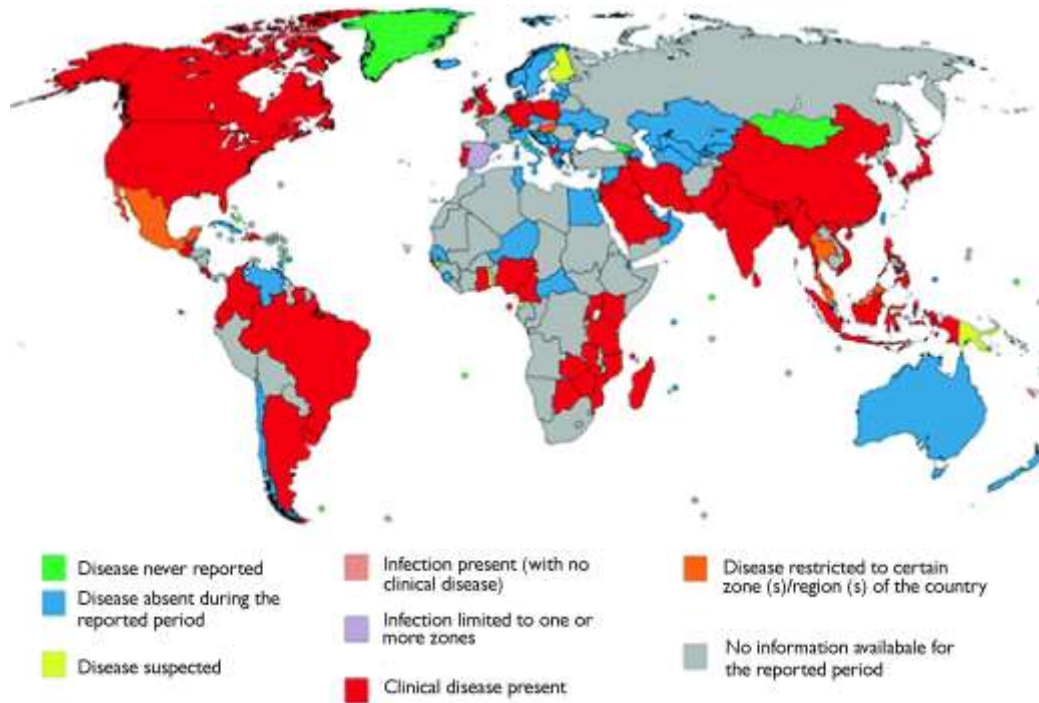 Disease never reported
Disease absent during the
reported period
Disease suspected
Infection present (with no
clinical disease)
Infection limited to one or
more zones
Clinical disease present
Disease restricted to certain
zone (s)/region (s) of the country
No information availabale for
the reported period